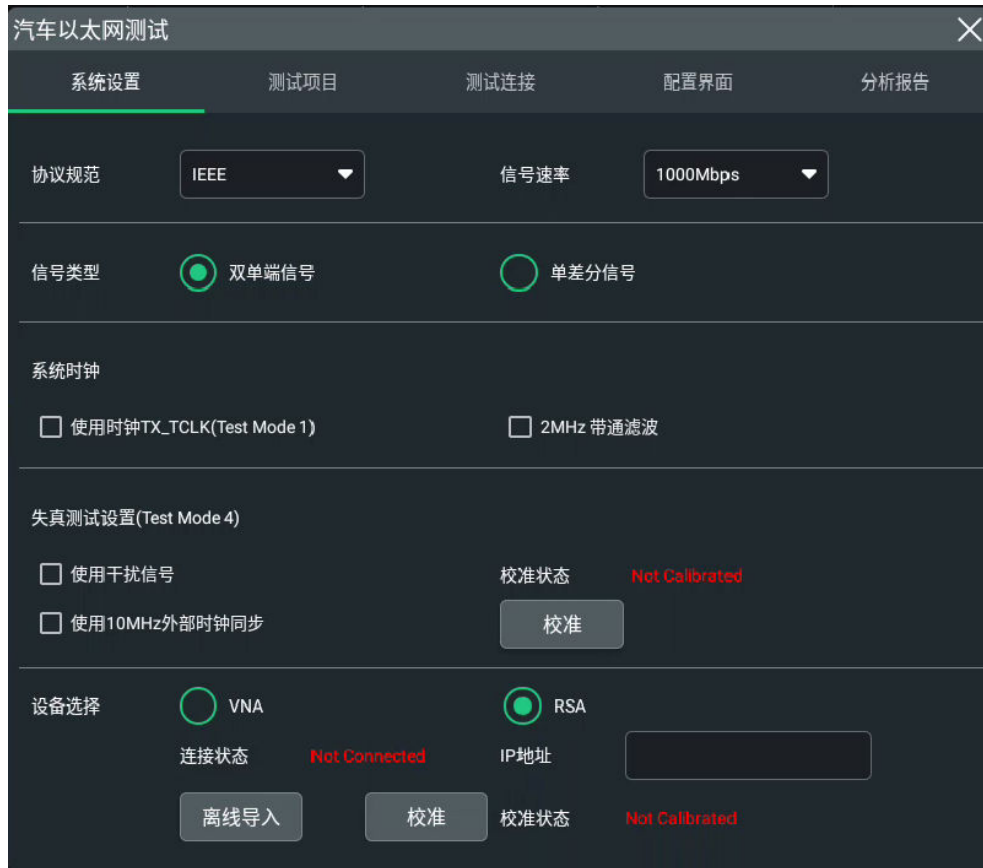 汽车以太网测试
系统设置 测试项目 测试连接 配置界面 分析报告
协议规范 IEEE 信号速率 1000Mbps
信号类型 双单端信号 单差分信号
系统时钟
使用时钟TX_TCLK(Test Mode 1) 2MHz 带通滤波
失真测试设置(Test Mode 4)
使用干扰信号 校准状态 Not Calibrated
使用10MHz外部时钟同步 校准
设备选择 VNA RSA
连接状态 Not Connected IP地址
离线导入 校准 校准状态 Not Calibrated